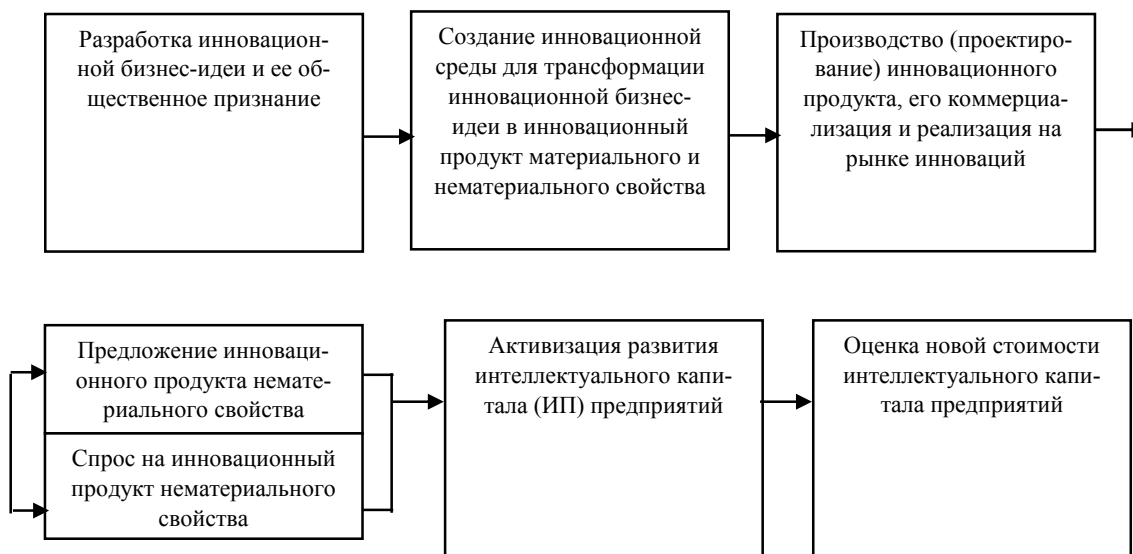 Разработка инновацион-
ной бизнес-идеи и ее об-
щественное признание
Создание инновационной
среды для трансформации
инновационной бизнес-
идеи в инновационный
продукт материального и
нематериального свойства
Производство (проектиро-
вание) инновационного
продукта, его коммерциа-
лизация и реализация на
рынке инноваций
Предложение инноваци-
онного продукта немате-
риального свойства
Спрос на инновационный
продукт нематериального
свойства
Активизация развития
интеллектуального капи-
тала (ИП) предприятий
Оценка новой стоимости
интеллектуального капи-
тала предприятий